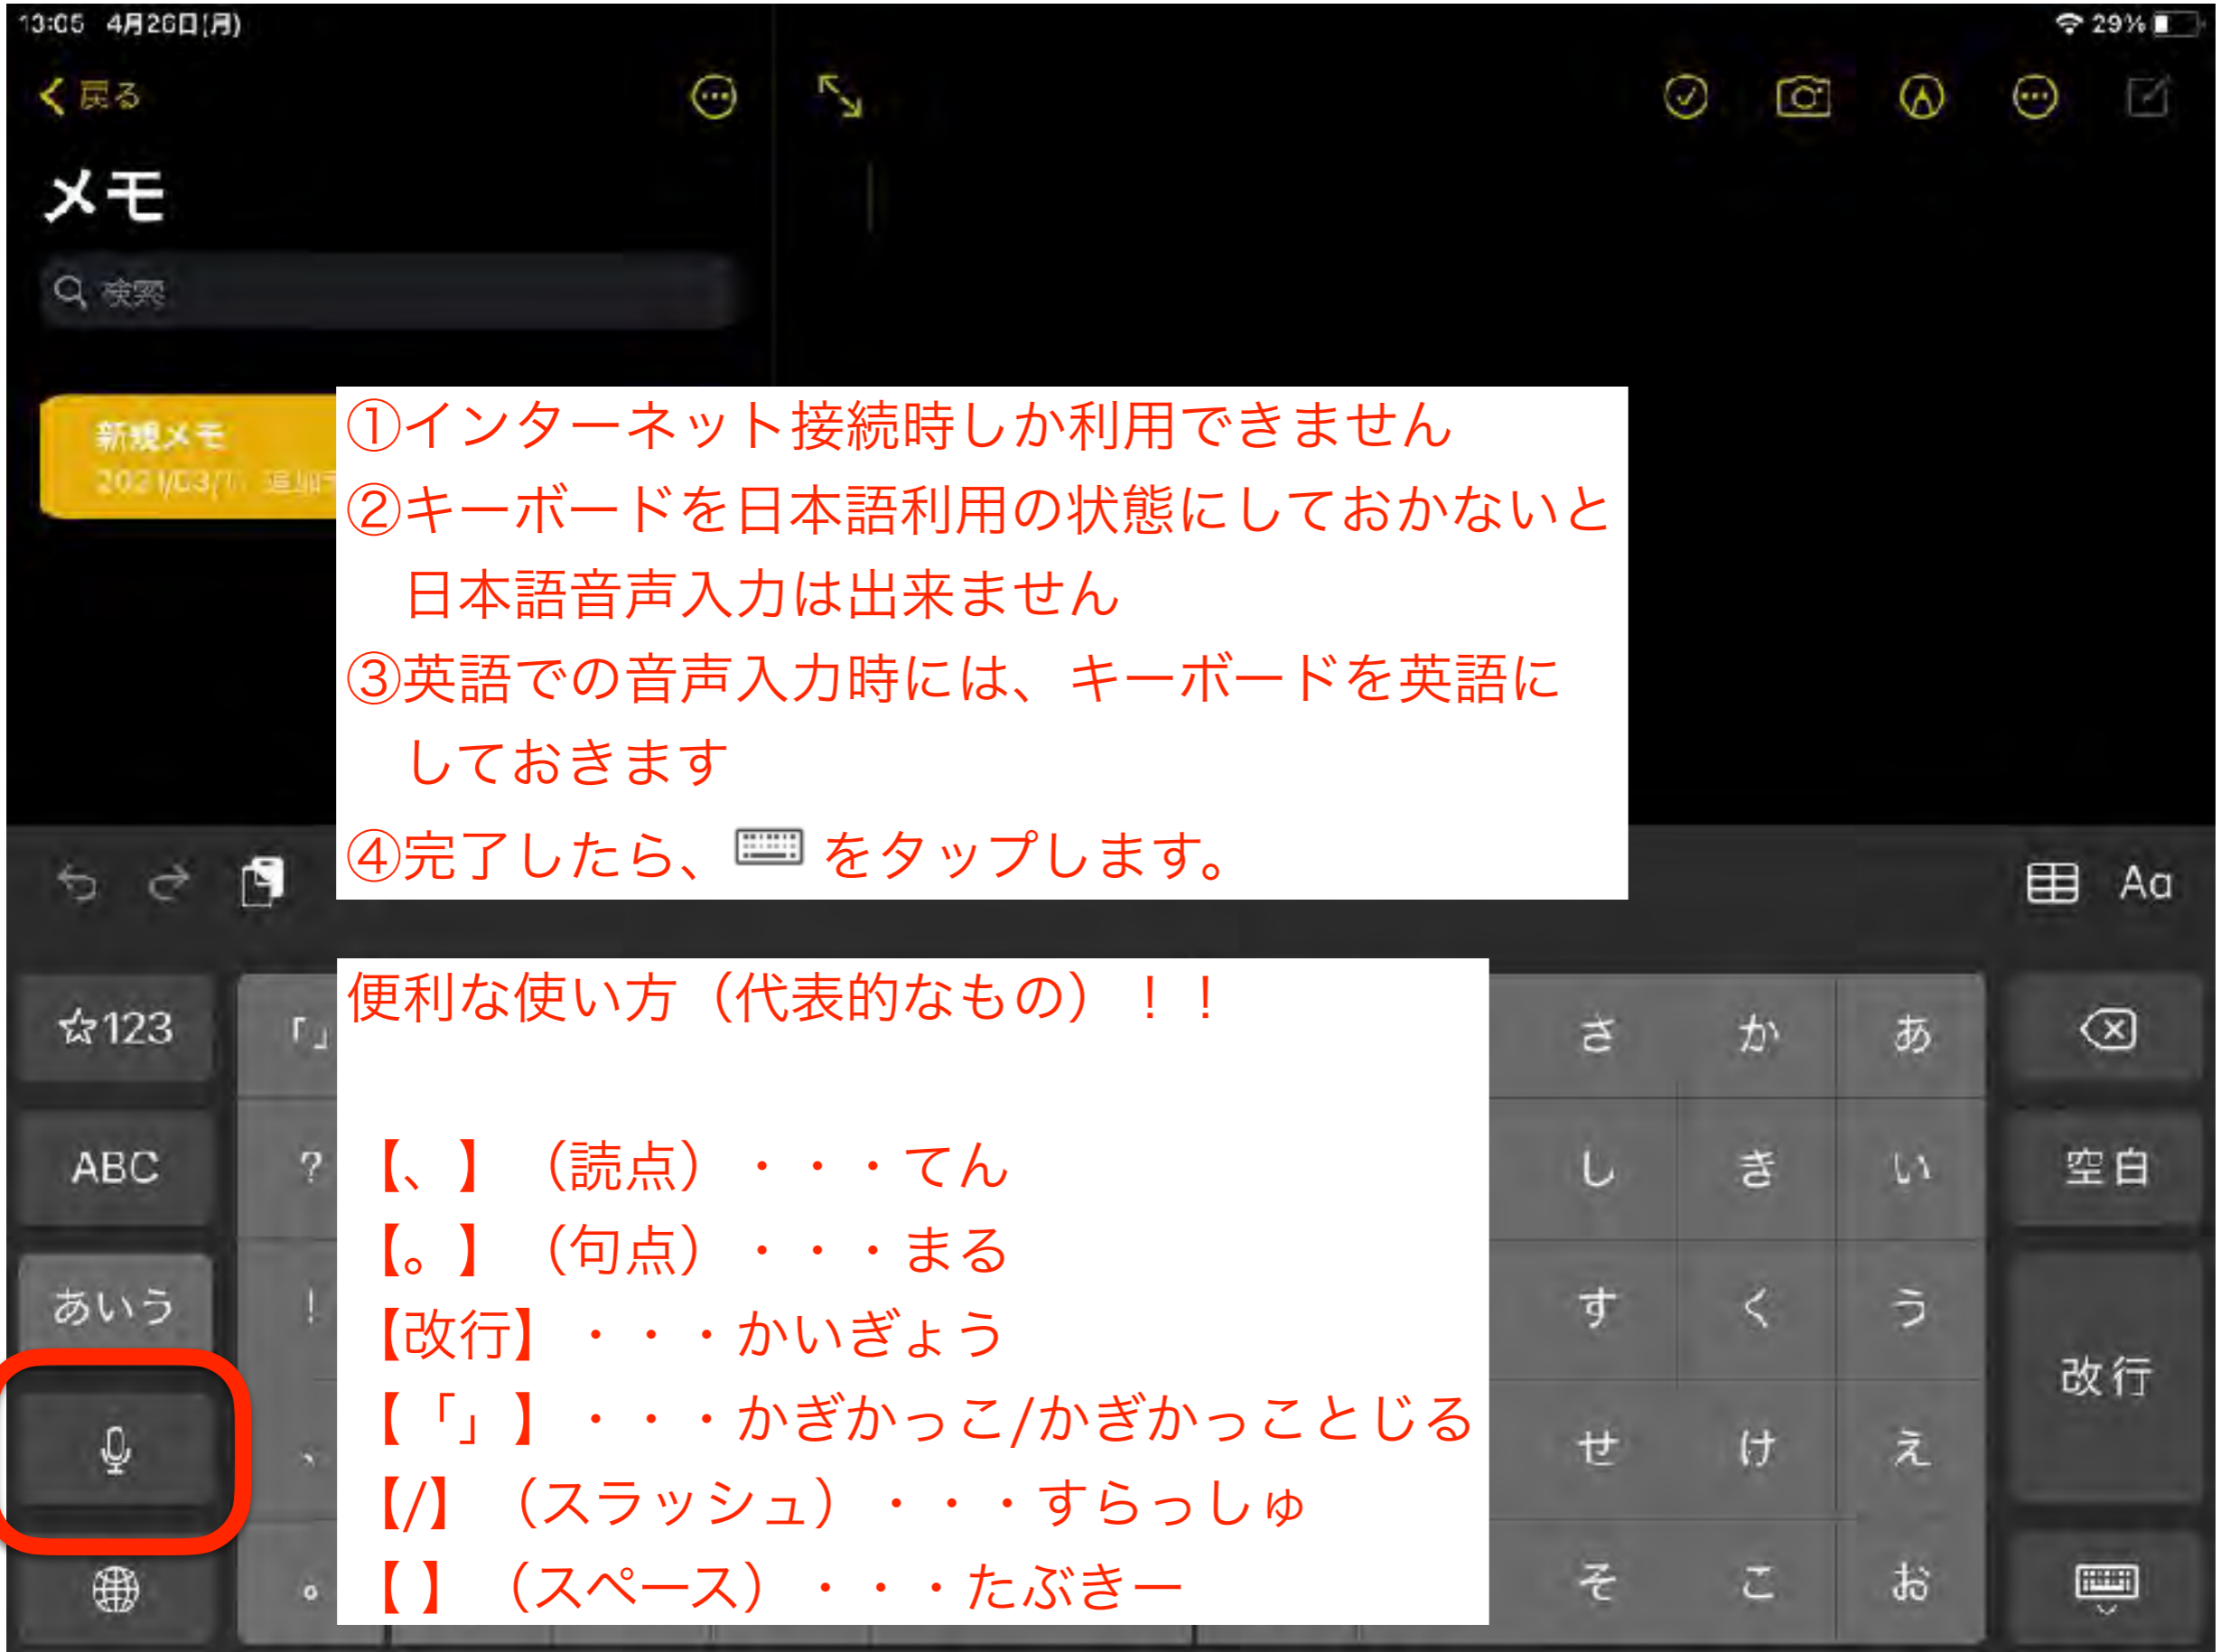 13:05 4月26日(月)
29%
戻る
メモ
検索
新規メモ
①インターネット接続時しか利用できません
②キーボードを日本語利用の状態にしておかないと
日本語音声入力は出来ません
③英語での音声入力時には、キーボードを英語に
しておきます
④完了したら、 をタップします。
Aa
便利な使い方（代表的なもの）！！
【、】（読点）・・・てん
【。】（句点）・・・まる
【改行】・・・かいぎょう
【「」】・・・かぎかっこ/かぎかっことじる
【/】（スラッシュ）・・・すらっしゅ
【 】（スペース）・・・たぶきー
☆123 「」 さ か あ
ABC ? し き い 空白
あいう ! す く う
改行
、 せ け え
。 そ こ お